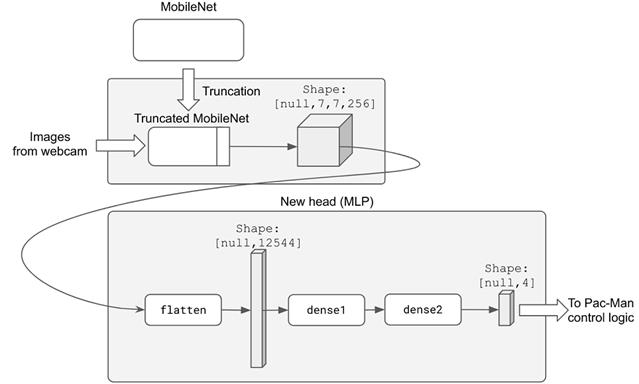 MobileNet
Truncation
Shape:
[null,7,7,256]
Truncated MobileNet
Images
from webcam
New head (MLP)
Shape:
[null,12544]
Shape:
[null,4]
flatten
dense1
dense2
To Pac-Man
control logic